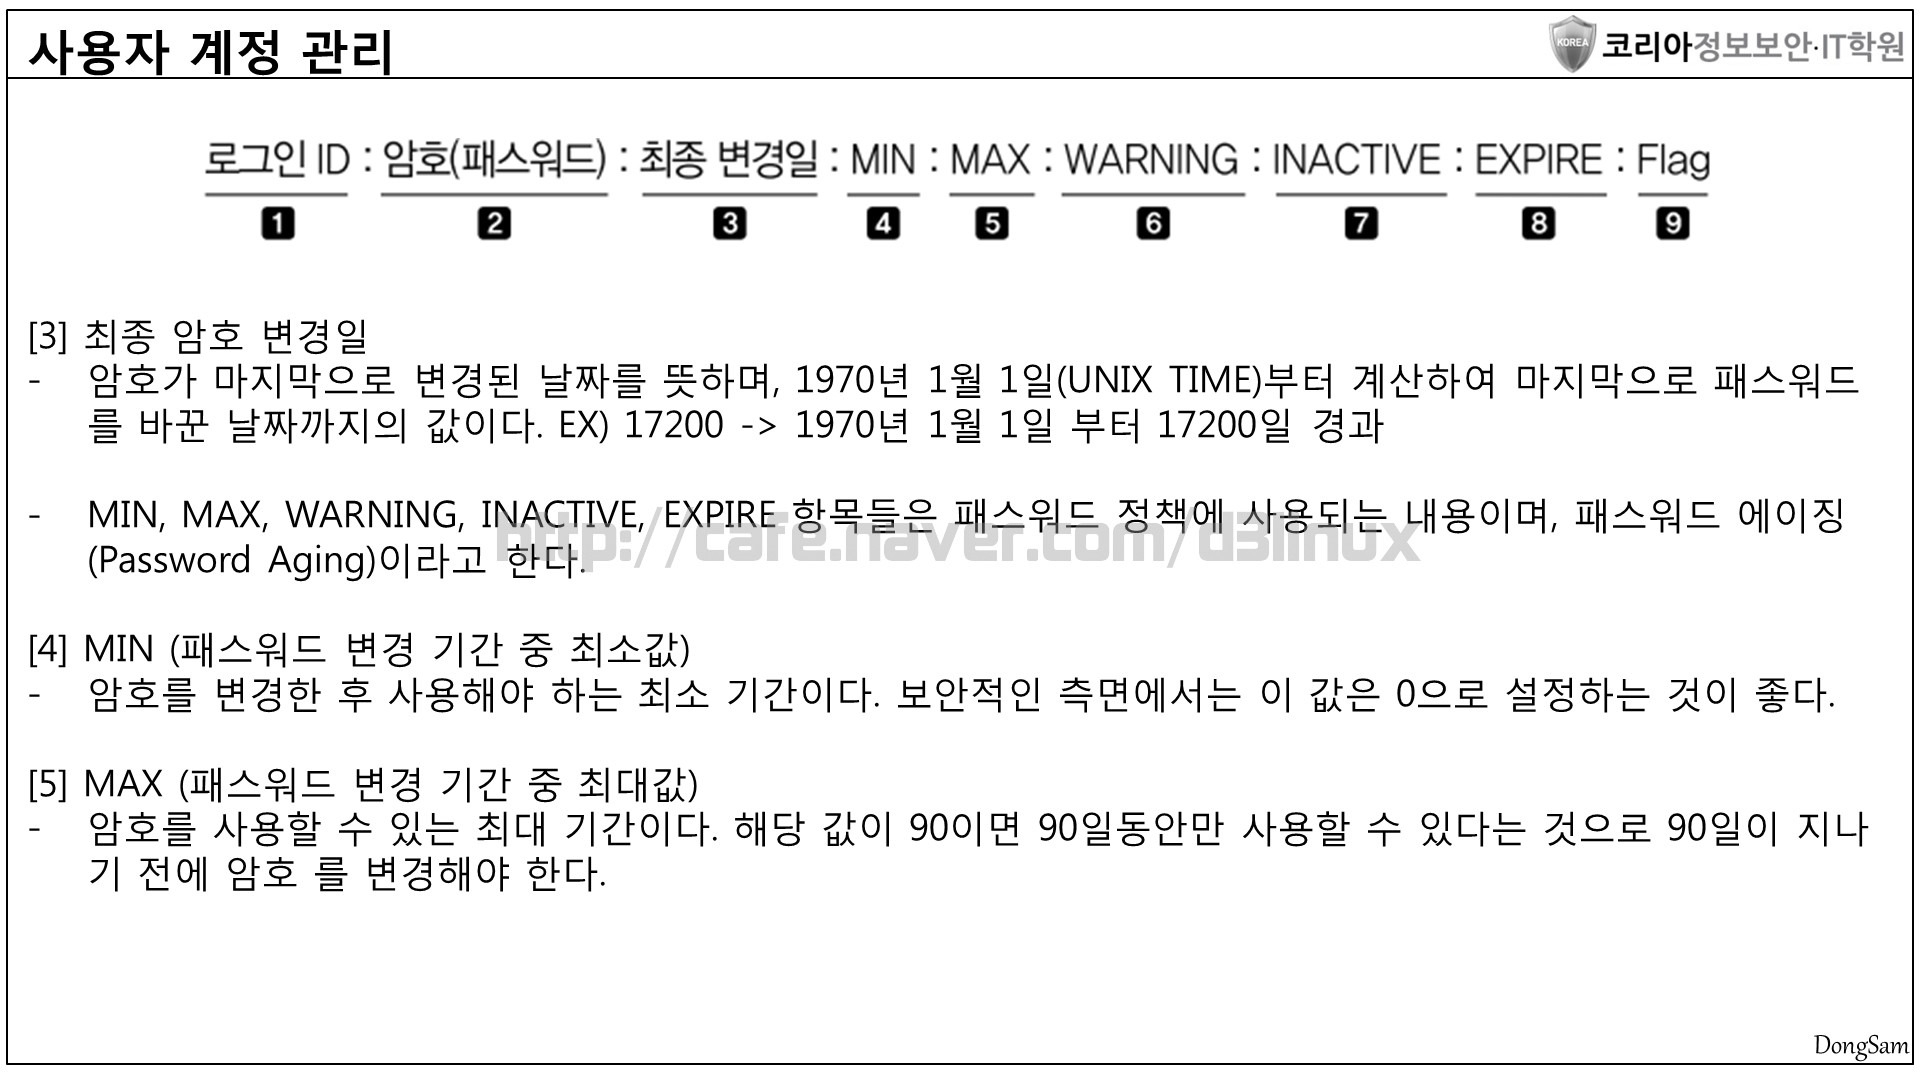 사용자 계정 관리
KOREA 코리아정보보안·IT학원
로그인 ID : 암호(패스워드) : 최종 변경일 : MIN : MAX : WARNING : INACTIVE : EXPIRE : Flag
1 2 3 4 5 6 7 8 9
[3] 최종 암호 변경일
- 암호가 마지막으로 변경된 날짜를 뜻하며, 1970년 1월 1일(UNIX TIME)부터 계산하여 마지막으로 패스워드
를 바꾼 날짜까지의 값이다. EX) 17200 -> 1970년 1월 1일 부터 17200일 경과
- MIN, MAX, WARNING, INACTIVE, EXPIRE 항목들은 패스워드 정책에 사용되는 내용이며, 패스워드 에이징
(Password Aging)이라고 한다.
http://cafe.naver.com/d3linux
[4] MIN (패스워드 변경 기간 중 최소값)
- 암호를 변경한 후 사용해야 하는 최소 기간이다. 보안적인 측면에서는 이 값은 0으로 설정하는 것이 좋다.
[5] MAX (패스워드 변경 기간 중 최대값)
- 암호를 사용할 수 있는 최대 기간이다. 해당 값이 90이면 90일동안만 사용할 수 있다는 것으로 90일이 지나
기 전에 암호 를 변경해야 한다.
DongSam